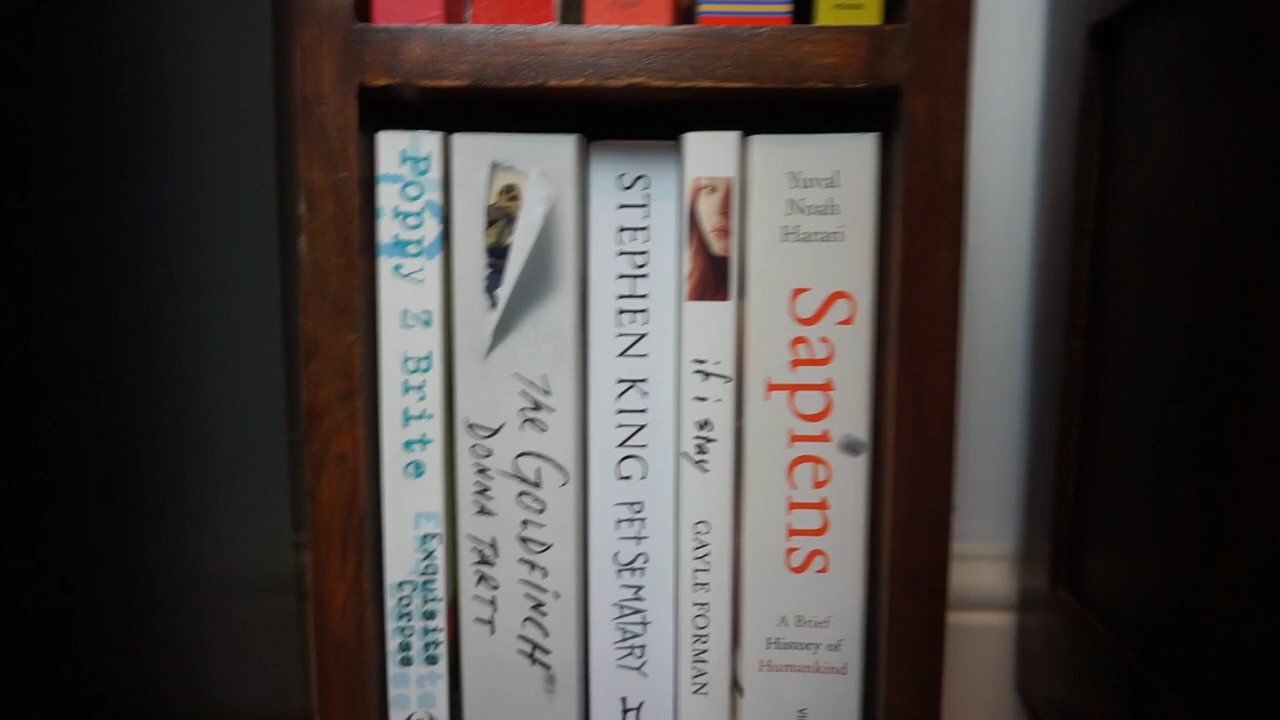 Poppy Z Brite
Exquisite
Corpse
The GOLDFINCH
DONNA TARTT
STEPHEN KING PET SEMATARY
if i stay
GAYLE FORMAN
Yuval
Noah
Harari
Sapiens
A Brief
History of
Humankind